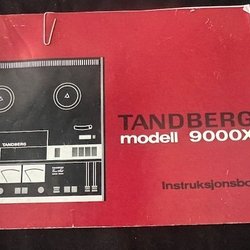 TANDBERG
modell 9000X
Instruksjonsbo
TANDBERG